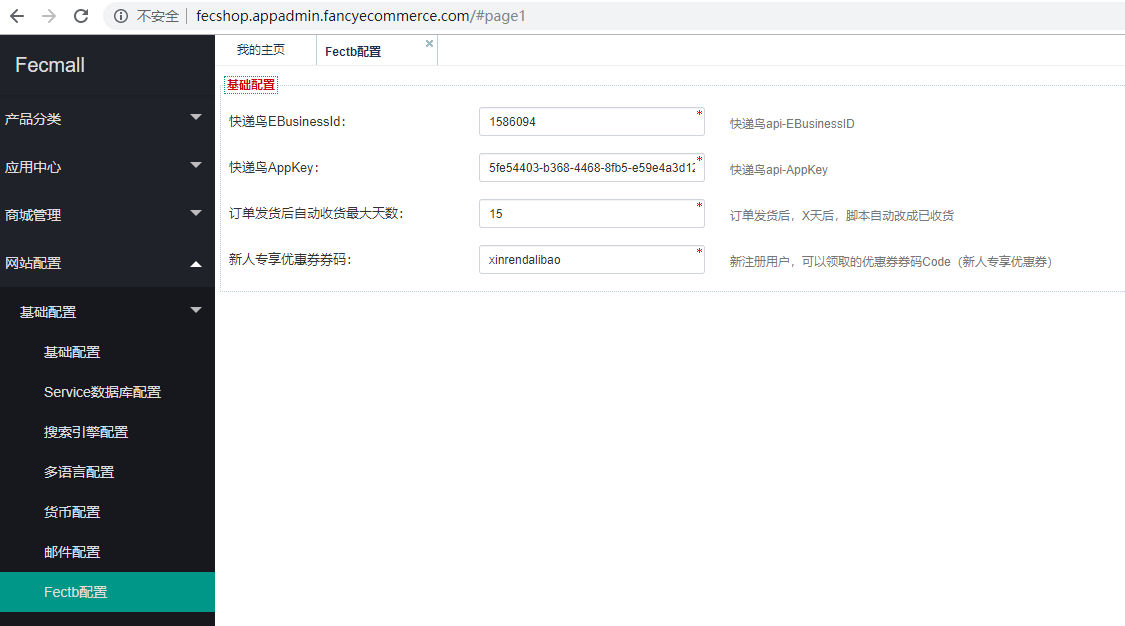 不安全 fecshop.appadmin.fancyecommerce.com/#page1
Fecmall
我的主页 Fectb配置
产品分类
应用中心
商城管理
网站配置
基础配置
基础配置
Service数据库配置
搜索引擎配置
多语言配置
货币配置
邮件配置
Fectb配置
基础配置
快递鸟EBusinessId： 1586094 * 快递鸟api-EBusinessID
快递鸟AppKey： 5fe54403-b368-4468-8fb5-e59e4a3d12 * 快递鸟api-AppKey
订单发货后自动收货最大天数： 15 * 订单发货后，X天后，脚本自动改成已收货
新人专享优惠券券码： xinrendalibao * 新注册用户，可以领取的优惠券券码Code（新人专享优惠券）